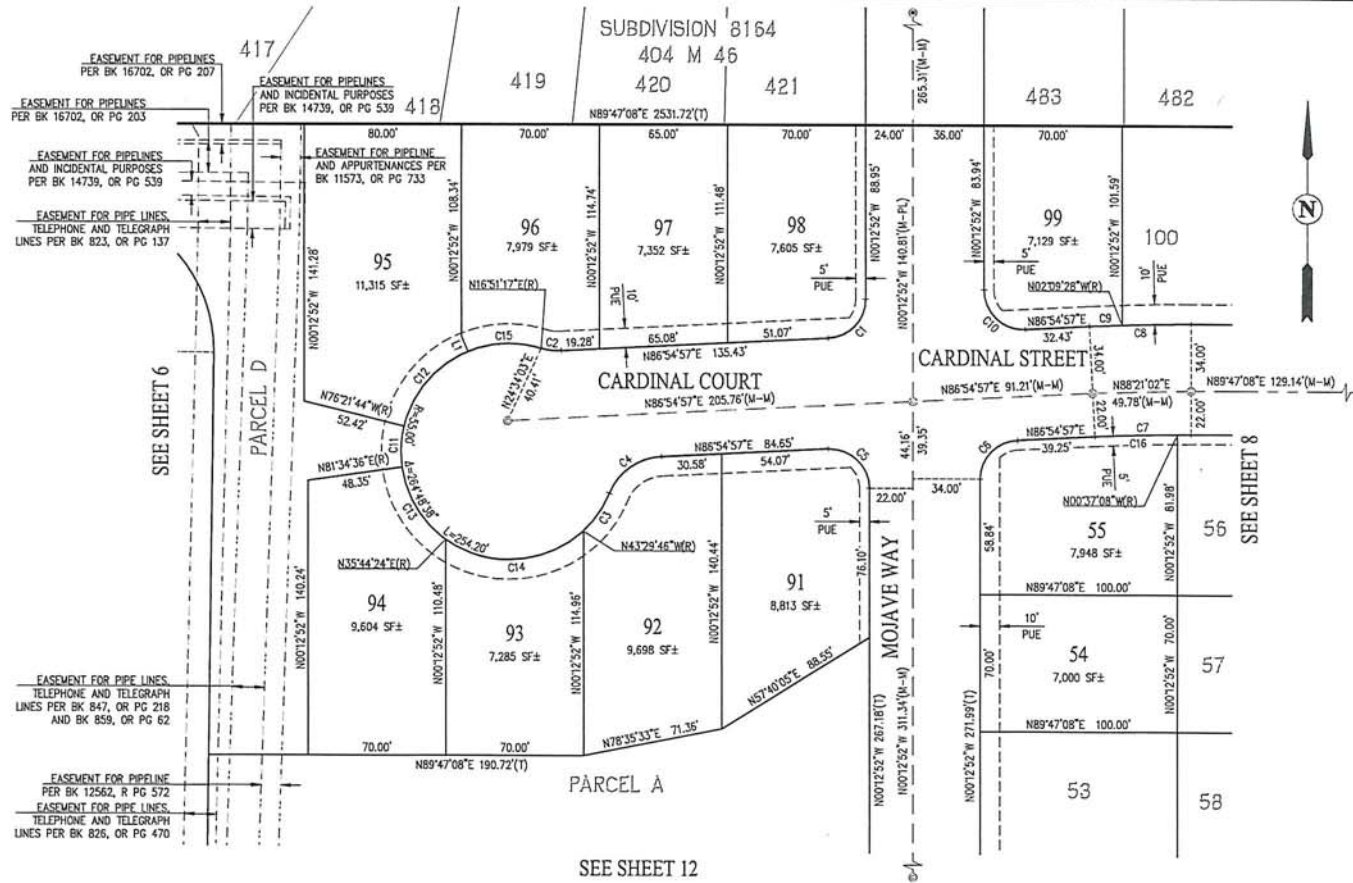 SUBDIVISION 8164
404 M 46
417
418
419
420
421
483
482
N89°47'08"E 2531.72'(T)
265.31'(M-M)
EASEMENT FOR PIPELINES
PER BK 16702, OR PG 207
EASEMENT FOR PIPELINES
AND INCIDENTAL PURPOSES
PER BK 14739, OR PG 539
EASEMENT FOR PIPELINES
PER BK 16702, OR PG 203
EASEMENT FOR PIPELINES
AND INCIDENTAL PURPOSES
PER BK 14739, OR PG 539
EASEMENT FOR PIPELINE
AND APPURTENANCES PER
BK 11573, OR PG 733
EASEMENT FOR PIPE LINES,
TELEPHONE AND TELEGRAPH
LINES PER BK 823, OR PG 137
80.00'
70.00'
65.00'
70.00'
24.00'
36.00'
70.00'
N00°12'52"W 141.28'
95
11,315 SF±
N00°12'52"W 108.34'
96
7,979 SF±
N16°51'17"E(R)
N00°12'52"W 114.74'
97
7,352 SF±
10'
PUE
N00°12'52"W 111.48'
98
7,605 SF±
5'
PUE
N00°12'52"W 88.95'
N00°12'52"W 140.81'(M-PL)
N00°12'52"W 83.94'
99
7,129 SF±
5'
PUE
N00°12'52"W 101.59'
100
10'
PUE
N02°09'28"W(R)
N
L7
C15
C2
19.28'
65.08'
51.07'
N86°54'57"E 135.43'
C1
C10
N86°54'57"E
32.43'
C9
C8
CARDINAL COURT
CARDINAL STREET
N24°34'03"E
40.41'
N86°54'57"E 205.76'(M-M)
N86°54'57"E 91.21'(M-M)
N88°21'02"E
49.78'(M-M)
N89°47'08"E 129.14'(M-M)
34.00'
34.00'
22.00'
22.00'
C12
R=55.00'
N76°21'44"W(R)
52.42'
C11
N81°34'36"E(R)
48.35'
Δ=264°48'38"
C13
L=254.20'
C14
C3
C4
N86°54'57"E 84.65'
30.58'
54.07'
C5
44.16'
39.35
22.00'
34.00'
C6
N86°54'57"E
39.25'
C7
C16
5'
PUE
N00°37'08"W(R)
SEE SHEET 6
PARCEL D
SEE SHEET 8
N35°44'24"E(R)
N43°29'46"W(R)
N00°12'52"W 140.24'
94
9,604 SF±
N00°12'52"W 110.48'
93
7,285 SF±
N00°12'52"W 114.96'
92
9,698 SF±
N00°12'52"W 140.44'
91
8,813 SF±
5'
PUE
76.10'
MOJAVE WAY
58.84'
55
7,948 SF±
N00°12'52"W 81.98'
56
N89°47'08"E 100.00'
10'
PUE
54
7,000 SF±
70.00'
N00°12'52"W 70.00'
57
N89°47'08"E 100.00'
53
58
N57°40'05"E 88.55'
N78°35'33"E 71.36'
70.00'
70.00'
N89°47'08"E 190.72'(T)
PARCEL A
N00°12'52"W 267.18'(T)
N00°12'52"W 311.34'(M-M)
N00°12'52"W 271.99'(T)
EASEMENT FOR PIPE LINES,
TELEPHONE AND TELEGRAPH
LINES PER BK 847, OR PG 218
AND BK 859, OR PG 62
EASEMENT FOR PIPELINE
PER BK 12562, R PG 572
EASEMENT FOR PIPE LINES,
TELEPHONE AND TELEGRAPH
LINES PER BK 826, OR PG 470
SEE SHEET 12